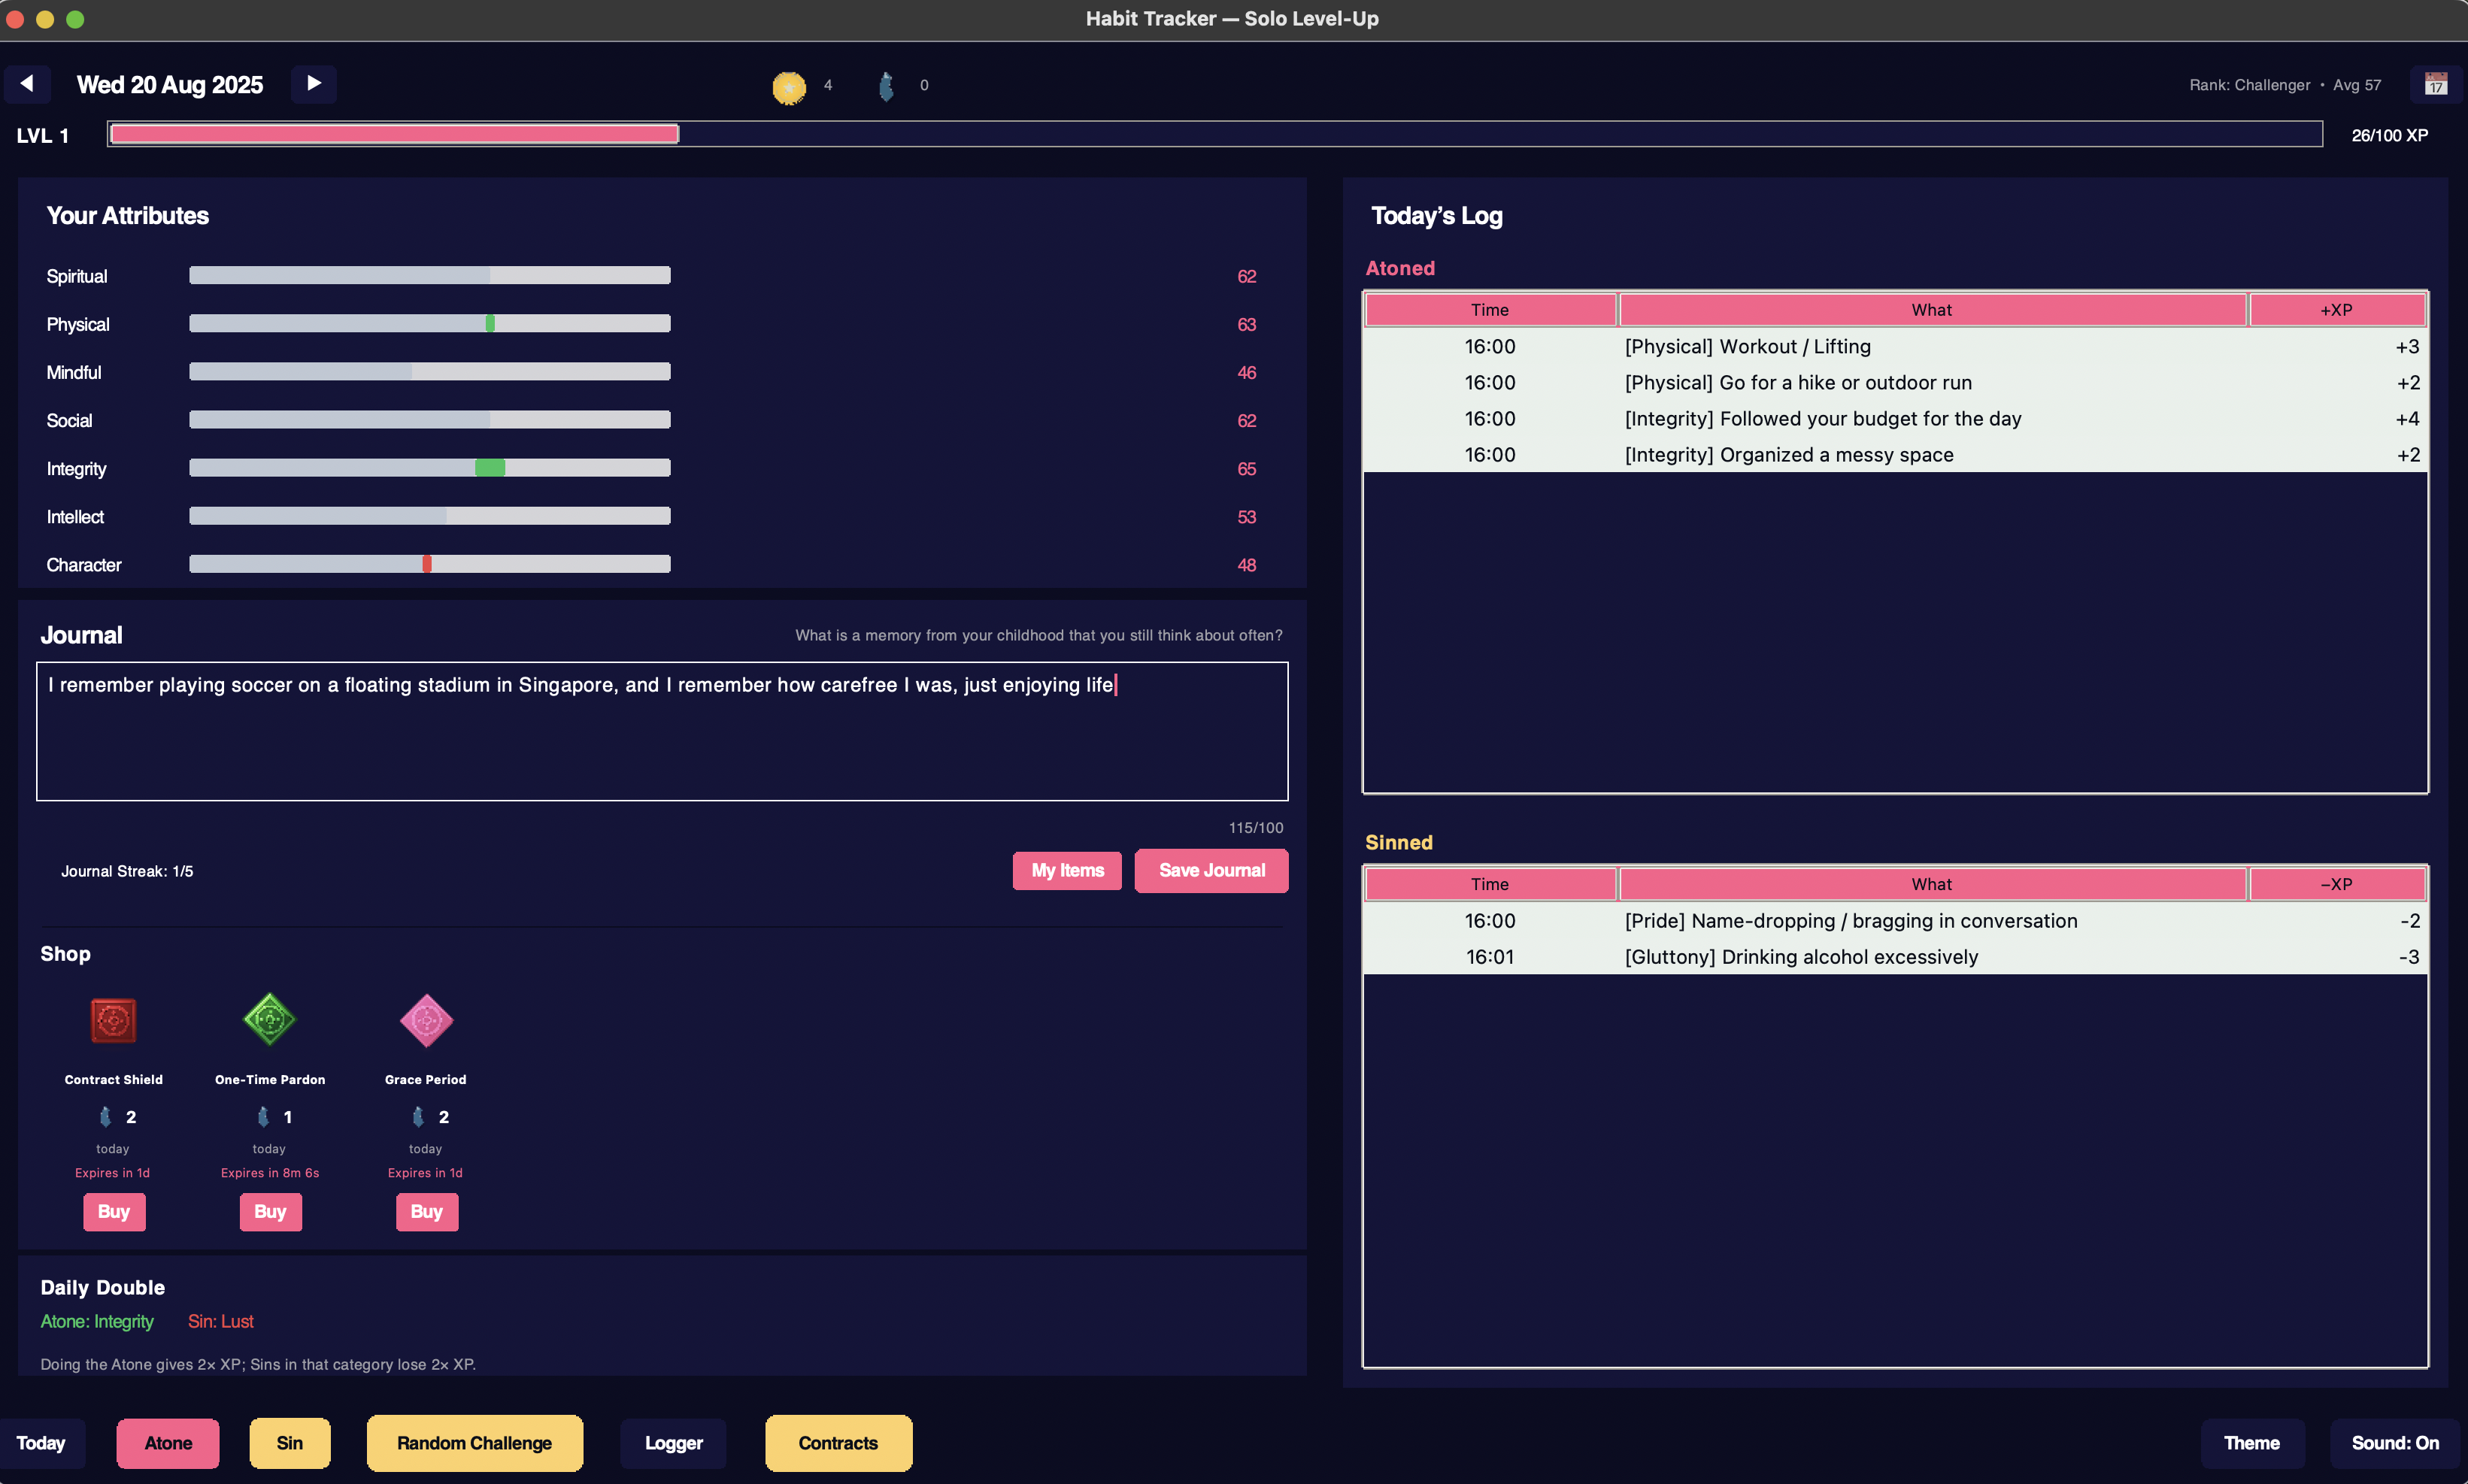 Habit Tracker — Solo Level-Up
Wed 20 Aug 2025
4
0
Rank: Challenger • Avg 57
17
LVL 1
26/100 XP
Your Attributes
Spiritual 62
Physical 63
Mindful 46
Social 62
Integrity 65
Intellect 53
Character 48
Journal
What is a memory from your childhood that you still think about often?
I remember playing soccer on a floating stadium in Singapore, and I remember how carefree I was, just enjoying life
115/100
Journal Streak: 1/5
My Items
Save Journal
Shop
Contract Shield One-Time Pardon Grace Period
2 1 2
today today today
Expires in 1d Expires in 8m 6s Expires in 1d
Buy Buy Buy
Daily Double
Atone: Integrity Sin: Lust
Doing the Atone gives 2× XP; Sins in that category lose 2× XP.
Today’s Log
Atoned
Time What +XP
16:00 [Physical] Workout / Lifting +3
16:00 [Physical] Go for a hike or outdoor run +2
16:00 [Integrity] Followed your budget for the day +4
16:00 [Integrity] Organized a messy space +2
Sinned
Time What –XP
16:00 [Pride] Name-dropping / bragging in conversation -2
16:01 [Gluttony] Drinking alcohol excessively -3
Today Atone Sin Random Challenge Logger Contracts Theme Sound: On